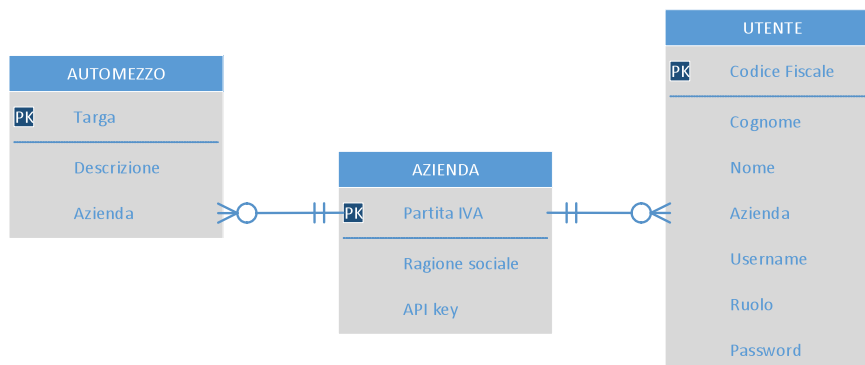 AUTOMEZZO
PK Targa
Descrizione
Azienda
AZIENDA
PK Partita IVA
Ragione sociale
API key
UTENTE
PK Codice Fiscale
Cognome
Nome
Azienda
Username
Ruolo
Password